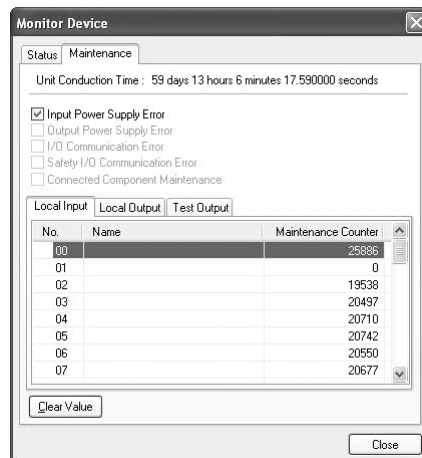 Monitor Device
Status Maintenance
Unit Conduction Time : 59 days 13 hours 6 minutes 17.590000 seconds
Input Power Supply Error
Output Power Supply Error
I/O Communication Error
Safety I/O Communication Error
Connected Component Maintenance
Local Input Local Output Test Output
No. Name Maintenance Counter
00 25886
01 0
02 19538
03 20497
04 20710
05 20742
06 20550
07 20677
Clear Value
Close